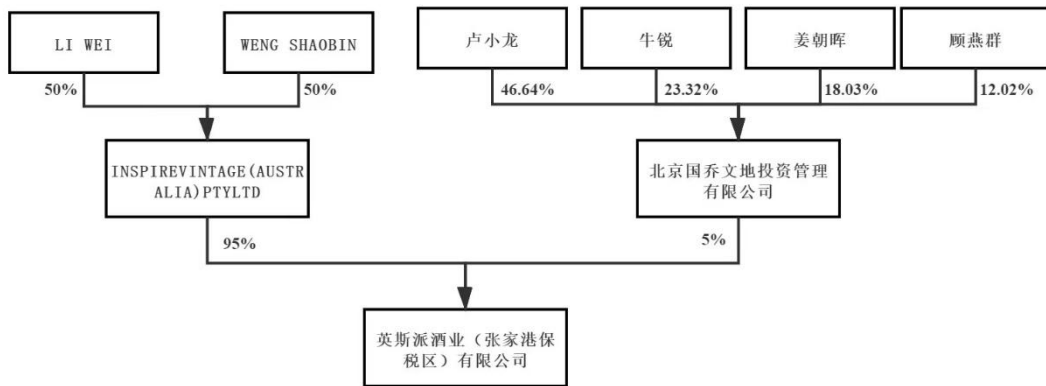 LI WEI
WENG SHAOBIN
卢小龙
牛锐
姜朝晖
顾燕群
50%
50%
46.64%
23.32%
18.03%
12.02%
INSPIREVINTAGE(AUSTR
ALIA)PTYLTD
北京国乔文地投资管理
有限公司
95%
5%
英斯派酒业（张家港保
税区）有限公司